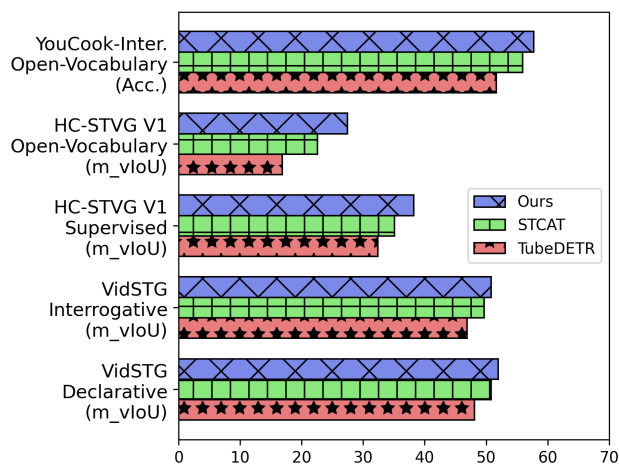 YouCook-Inter.
Open-Vocabulary
(Acc.)
HC-STVG V1
Open-Vocabulary
(m_vIoU)
HC-STVG V1
Supervised
(m_vIoU)
VidSTG
Interrogative
(m_vIoU)
VidSTG
Declarative
(m_vIoU)
Ours
STCAT
TubeDETR
0 10 20 30 40 50 60 70